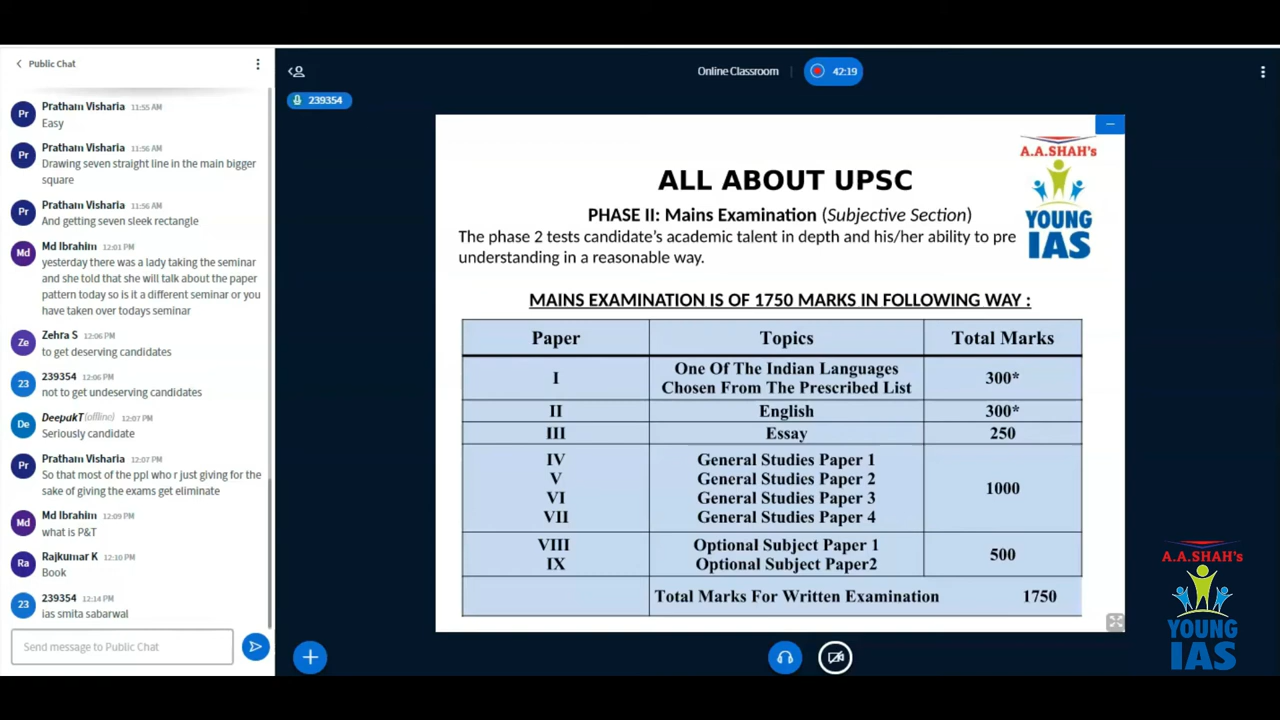 Public Chat
Pratham Visharia 11:55 AM
Easy
Pratham Visharia 11:56 AM
Drawing seven straight line in the main bigger
square
Pratham Visharia 11:56 AM
And getting seven sleek rectangle
Md Ibrahim 12:01 PM
yesterday there was a lady taking the seminar
and she told that she will talk about the paper
pattern today so is it a different seminar or you
have taken over todays seminar
Zehra S 12:06 PM
to get deserving candidates
239354 12:06 PM
not to get undeserving candidates
DeepakT (offline) 12:07 PM
Seriously candidate
Pratham Visharia 12:07 PM
So that most of the ppl who r just giving for the
sake of giving the exams get eliminate
Md Ibrahim 12:09 PM
what is P&T
Rajkumar K 12:10 PM
Book
239354 12:14 PM
ias smita sabarwal
Send message to Public Chat
Pr
Pr
Pr
Md
Ze
23
De
Pr
Md
Ra
23
Online Classroom
42:19
239354
A.A.SHAH's
YOUNG
IAS
ALL ABOUT UPSC
PHASE II: Mains Examination (Subjective Section)
The phase 2 tests candidate's academic talent in depth and his/her ability to pre
understanding in a reasonable way.
MAINS EXAMINATION IS OF 1750 MARKS IN FOLLOWING WAY :
Paper Topics Total Marks
I One Of The Indian Languages
Chosen From The Prescribed List 300*
II English 300*
III Essay 250
IV General Studies Paper 1
V General Studies Paper 2
VI General Studies Paper 3
VII General Studies Paper 4
1000
VIII Optional Subject Paper 1
IX Optional Subject Paper2
500
Total Marks For Written Examination 1750
A.A.SHAH's
YOUNG
IAS